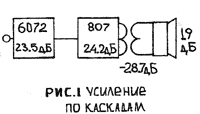 6072
23.5дБ
807
24.2дБ
19
дБ
-28.7дБ
РИС.1 УСИЛЕНИЕ
ПО КАСКАДАМ